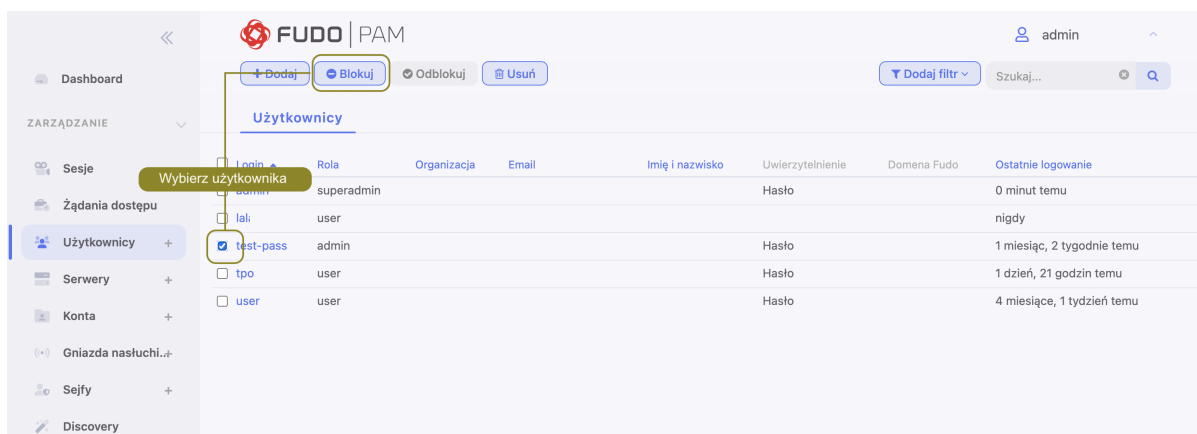 FUDO PAM
admin
Dashboard
+ Dodaj
Blokuj
Odblokuj
Usuń
Dodaj filtr
Szukaj...
Użytkownicy
ZARZĄDZANIE
Login Rola Organizacja Email Imię i nazwisko Uwierzytelnienie Domena Fudo Ostatnie logowanie
Wybierz użytkownika
admin superadmin Hasło 0 minut temu
lala user nigdy
test-pass admin Hasło 1 miesiąc, 2 tygodnie temu
tpo user Hasło 1 dzień, 21 godzin temu
user user Hasło 4 miesiące, 1 tydzień temu
Sesje
Żądania dostępu
Użytkownicy +
Serwery +
Konta +
Gniazda nasłuchi...+
Sejfy +
Discovery